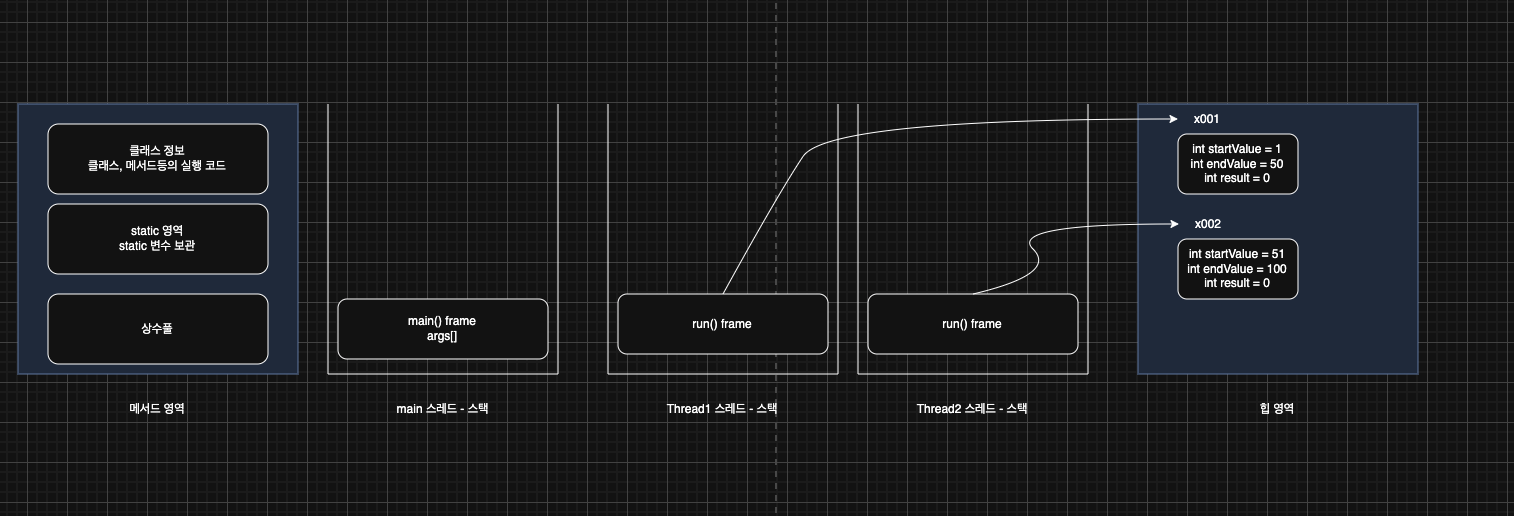 클래스 정보
클래스, 메서드등의 실행 코드
static 영역
static 변수 보관
상수풀
메서드 영역
main() frame
args[]
main 스레드 - 스택
run() frame
Thread1 스레드 - 스택
run() frame
Thread2 스레드 - 스택
x001
int startValue = 1
int endValue = 50
int result = 0
x002
int startValue = 51
int endValue = 100
int result = 0
힙 영역